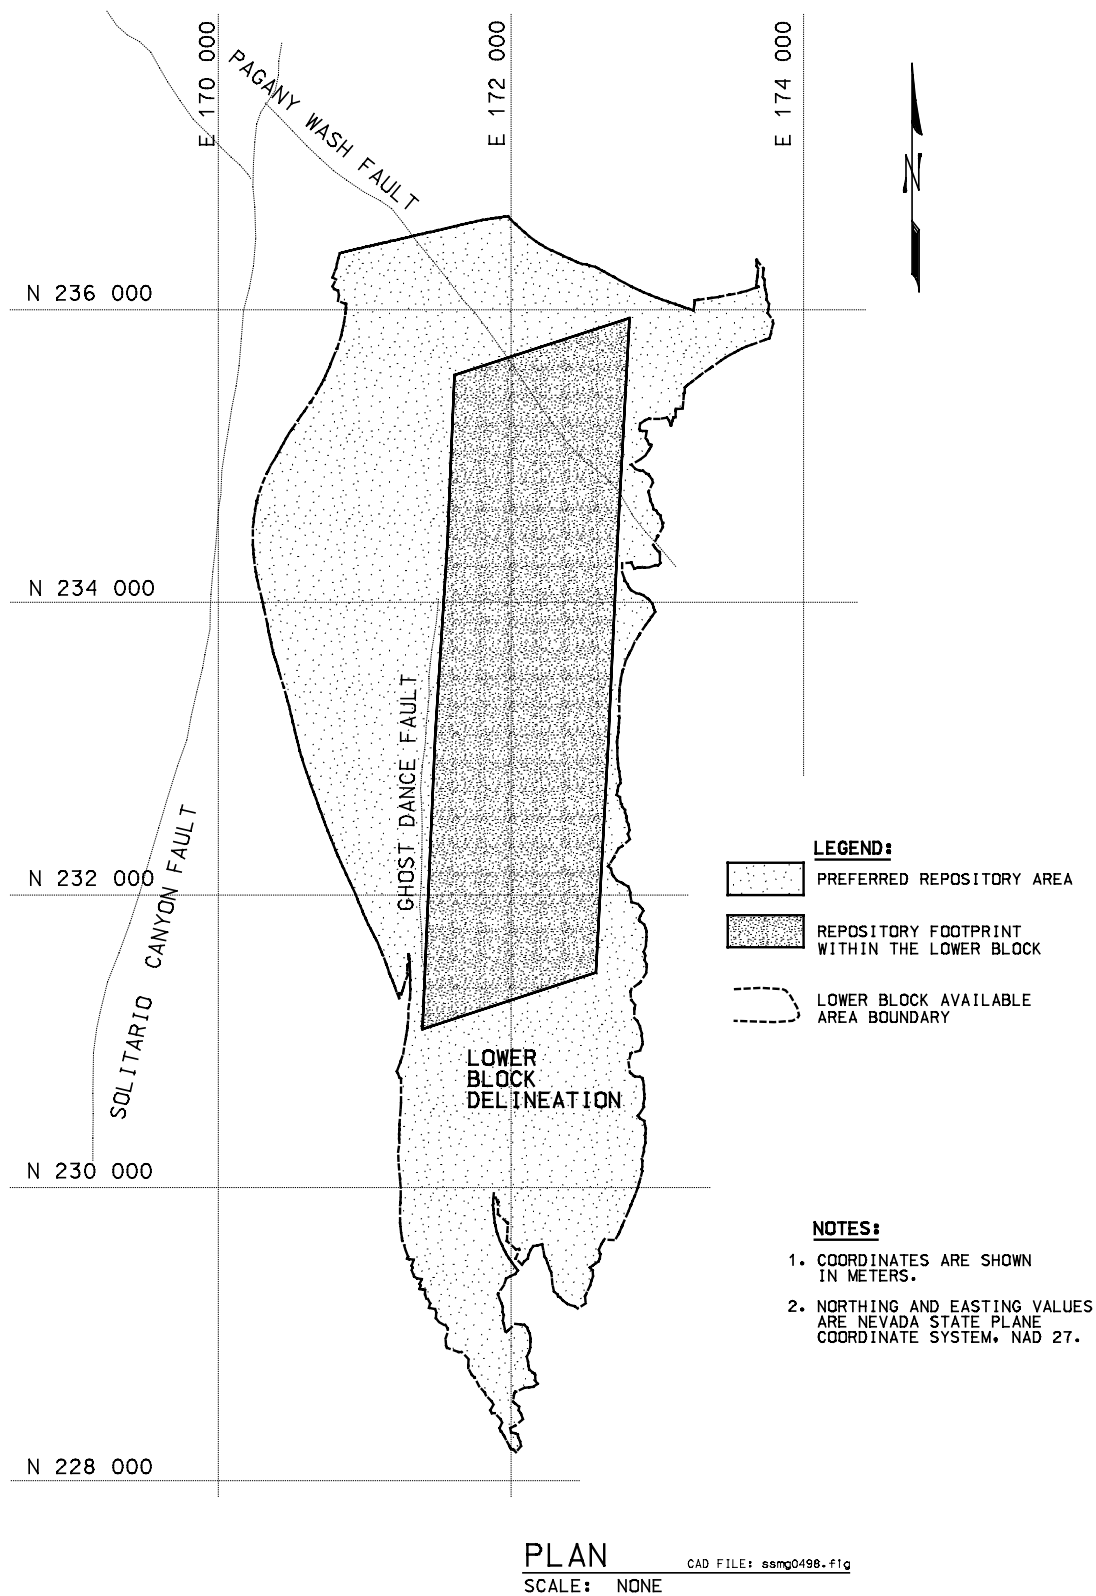 E 170 000
E 172 000
E 174 000
PAGANY WASH FAULT
N
N 236 000
N 234 000
GHOST DANCE FAULT
SOLITARIO CANYON FAULT
N 232 000
LEGEND:
PREFERRED REPOSITORY AREA
REPOSITORY FOOTPRINT
WITHIN THE LOWER BLOCK
LOWER BLOCK AVAILABLE
AREA BOUNDARY
LOWER
BLOCK
DELINEATION
N 230 000
NOTES:
1. COORDINATES ARE SHOWN
IN METERS.
2. NORTHING AND EASTING VALUES
ARE NEVADA STATE PLANE
COORDINATE SYSTEM, NAD 27.
N 228 000
PLAN
CAD FILE: ssmg0498.fig
SCALE: NONE